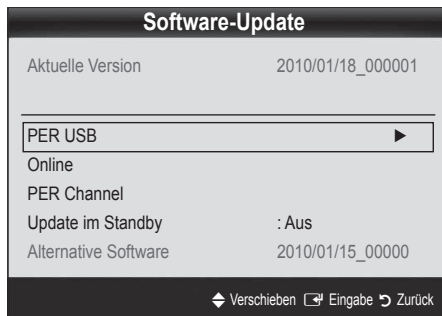 Software-Update
Aktuelle Version 2010/01/18_000001
PER USB
Online
PER Channel
Update im Standby : Aus
Alternative Software 2010/01/15_00000
Verschieben Eingabe Zurück